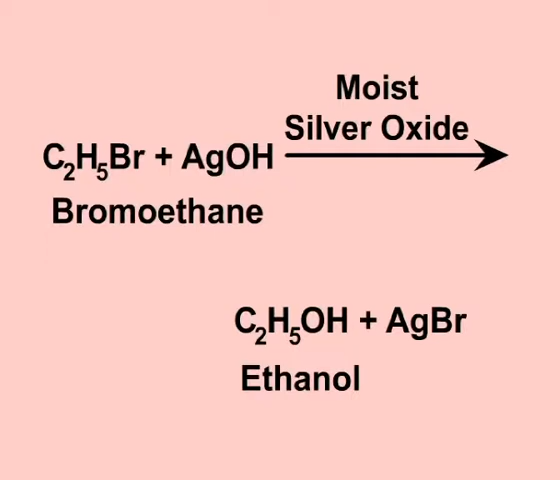 Moist
Silver Oxide
C₂H₅Br + AgOH
Bromoethane
C₂H₅OH + AgBr
Ethanol